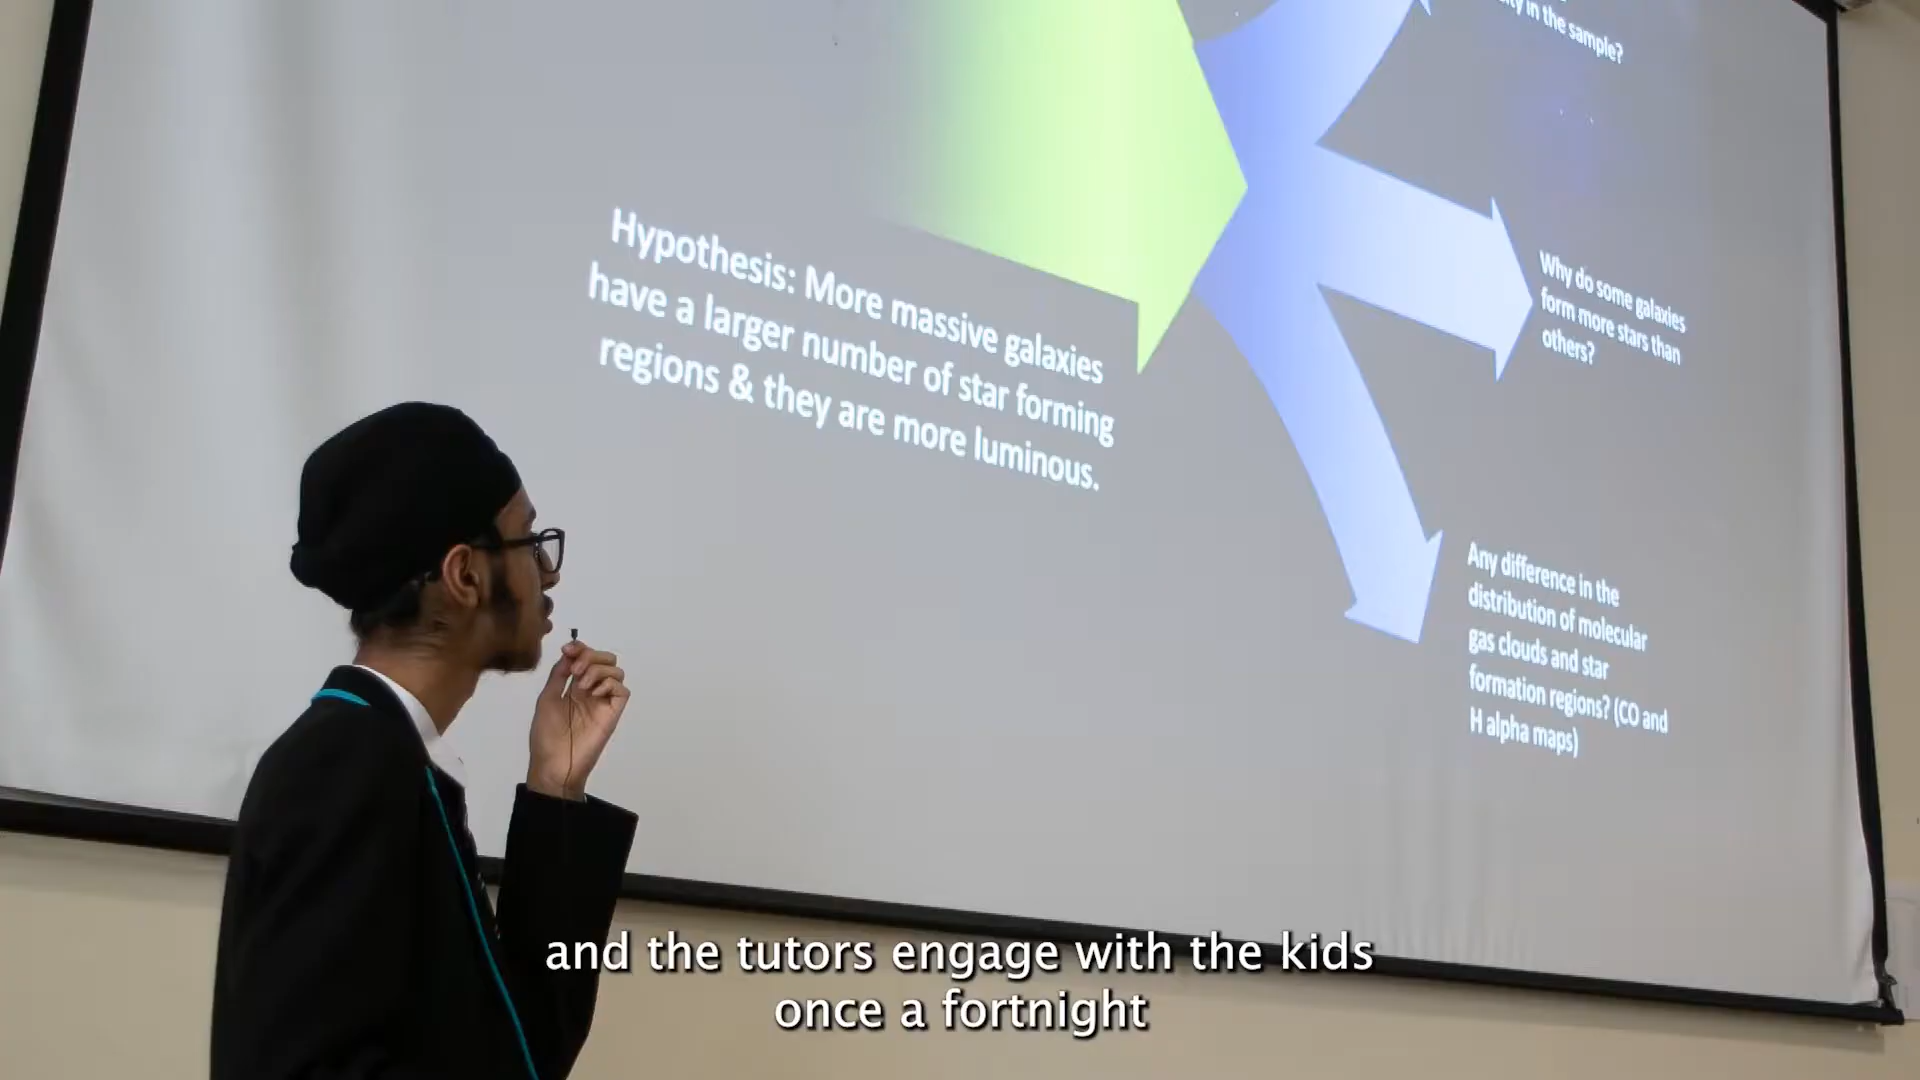 in the sample?
Hypothesis: More massive galaxies
have a larger number of star forming
regions & they are more luminous.
Why do some galaxies
form more stars than
others?
Any difference in the
distribution of molecular
gas clouds and star
formation regions? (CO and
H alpha maps)
and the tutors engage with the kids
once a fortnight